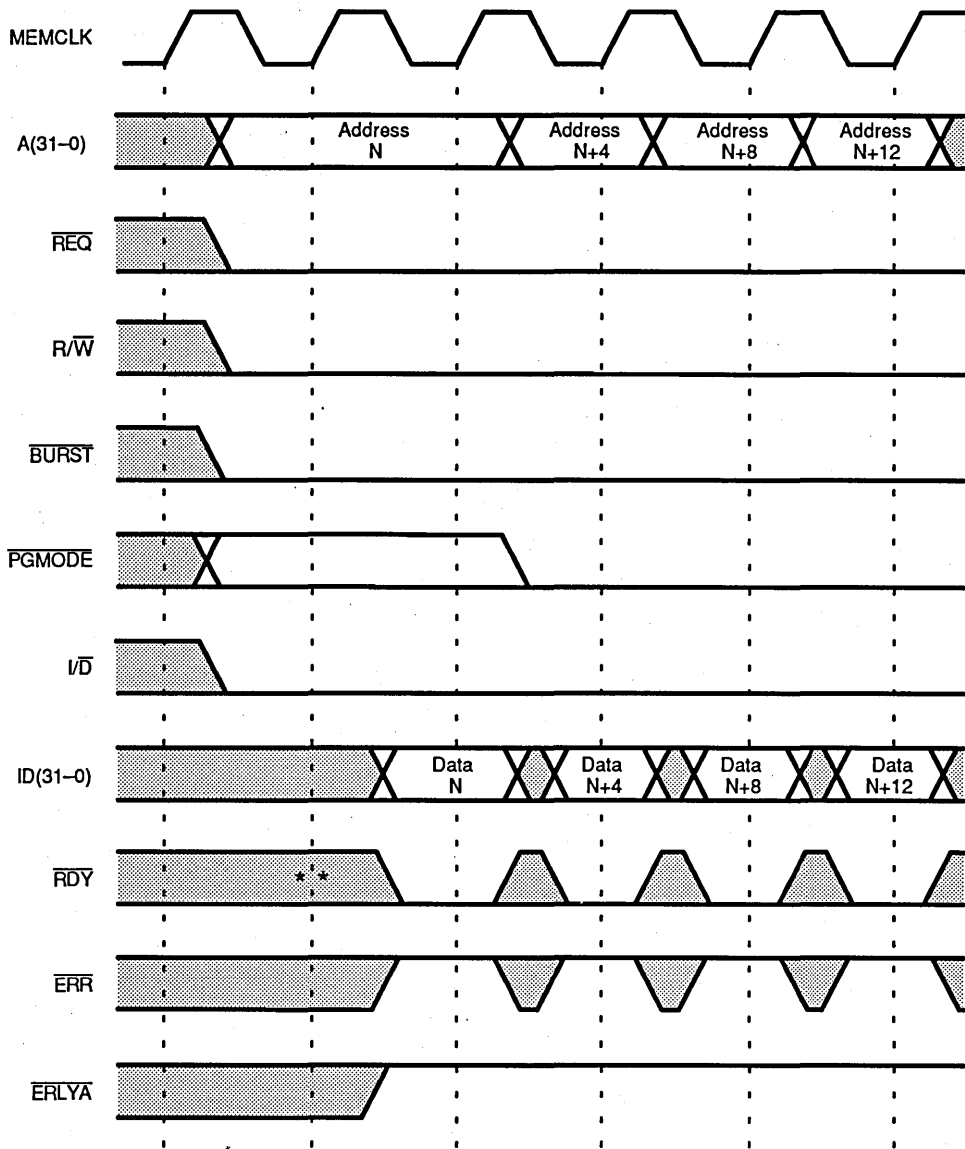 MEMCLK
A(31–0)
Address
N
Address
N+4
Address
N+8
Address
N+12
REQ
R/W
BURST
PGMODE
I/D
ID(31–0)
Data
N
Data
N+4
Data
N+8
Data
N+12
RDY
* *
ERR
ERLYA